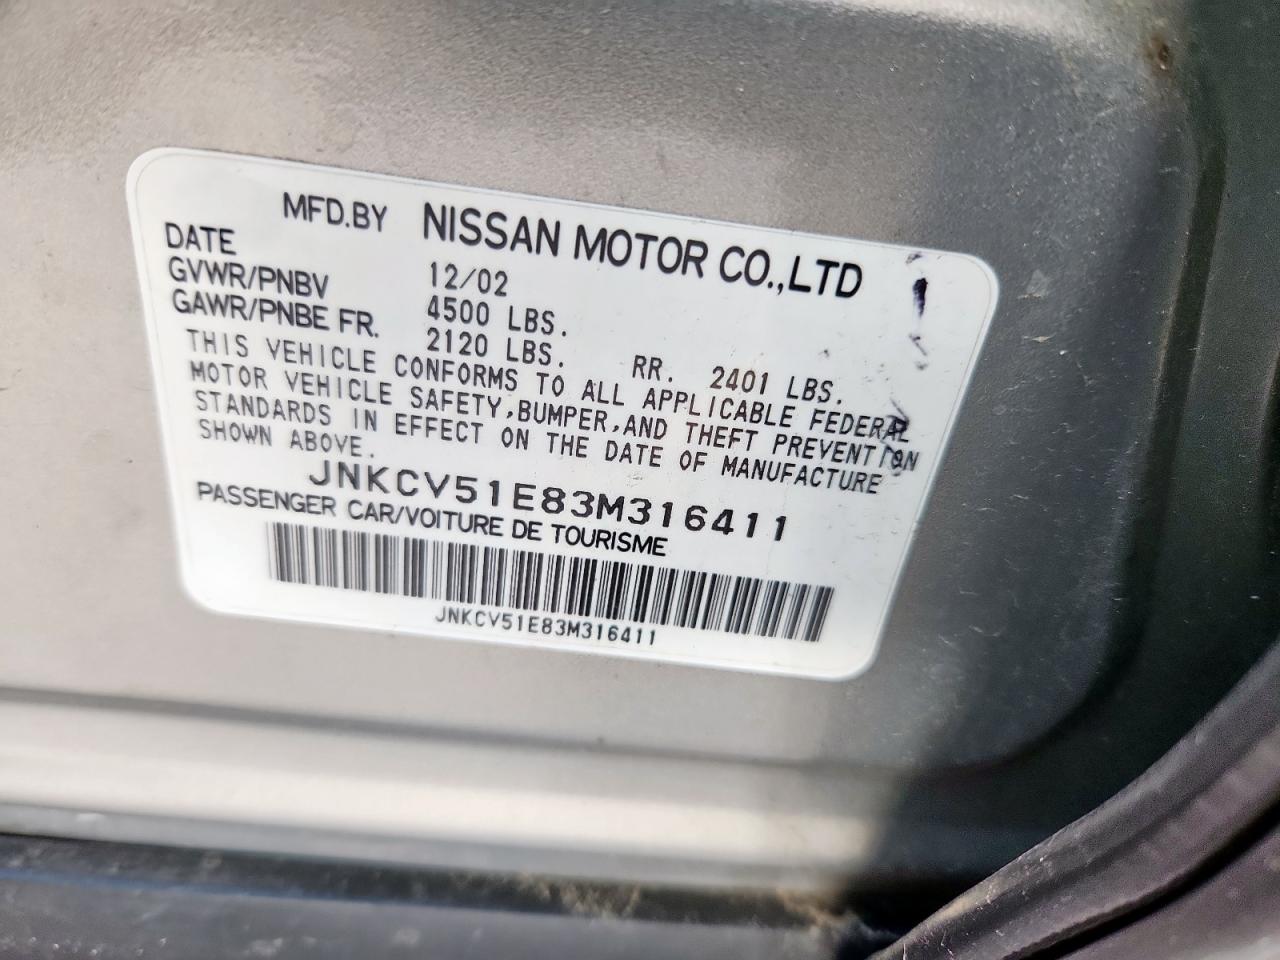 MFD.BY NISSAN MOTOR CO.,LTD
DATE 12/02
GVWR/PNBV 4500 LBS.
GAWR/PNBE FR. 2120 LBS. RR. 2401 LBS.
THIS VEHICLE CONFORMS TO ALL APPLICABLE FEDERAL
MOTOR VEHICLE SAFETY,BUMPER,AND THEFT PREVENTION
STANDARDS IN EFFECT ON THE DATE OF MANUFACTURE
SHOWN ABOVE.
JNKCV51E83M316411
PASSENGER CAR/VOITURE DE TOURISME
JNKCV51E83M316411